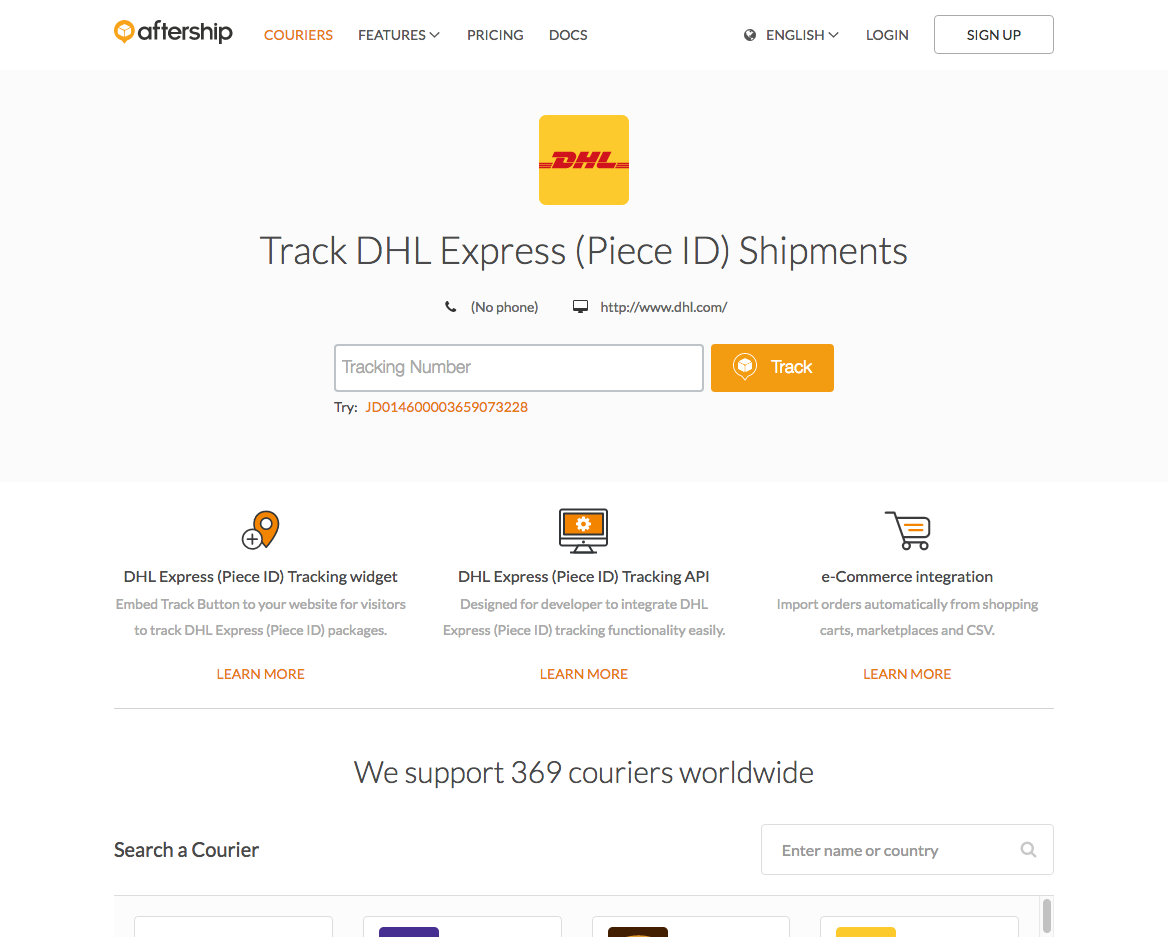 aftership COURIERS FEATURES PRICING DOCS ENGLISH LOGIN SIGN UP
DHL
Track DHL Express (Piece ID) Shipments
(No phone) http://www.dhl.com/
Tracking Number Track
Try: JD014600003659073228
DHL Express (Piece ID) Tracking widget
Embed Track Button to your website for visitors
to track DHL Express (Piece ID) packages.
LEARN MORE
DHL Express (Piece ID) Tracking API
Designed for developer to integrate DHL
Express (Piece ID) tracking functionality easily.
LEARN MORE
e-Commerce integration
Import orders automatically from shopping
carts, marketplaces and CSV.
LEARN MORE
We support 369 couriers worldwide
Search a Courier Enter name or country